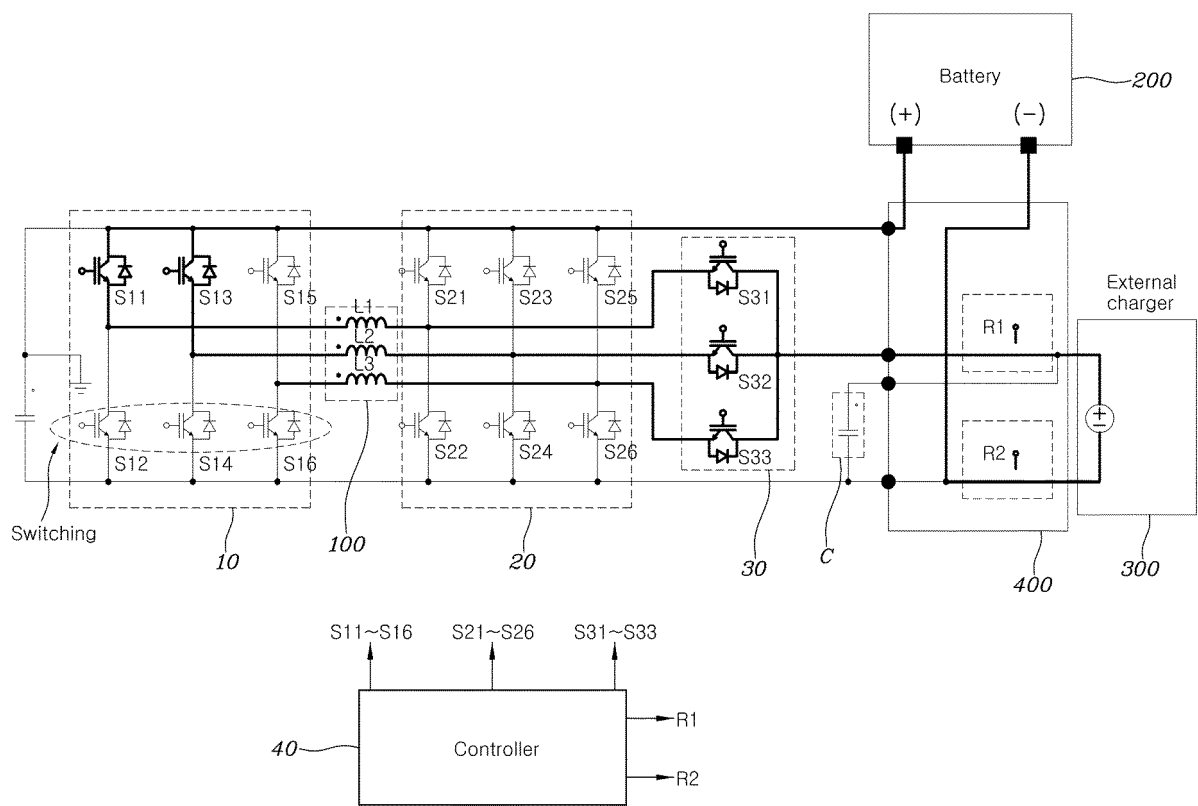 Battery
200
(+)
(-)
External
charger
S11
S13
S15
S21
S23
S25
S31
L1
L2
L3
R1
S32
S12
S14
S16
S22
S24
S26
S33
R2
Switching
10
100
20
30
C
400
300
S11~S16
S21~S26
S31~S33
40
Controller
R1
R2